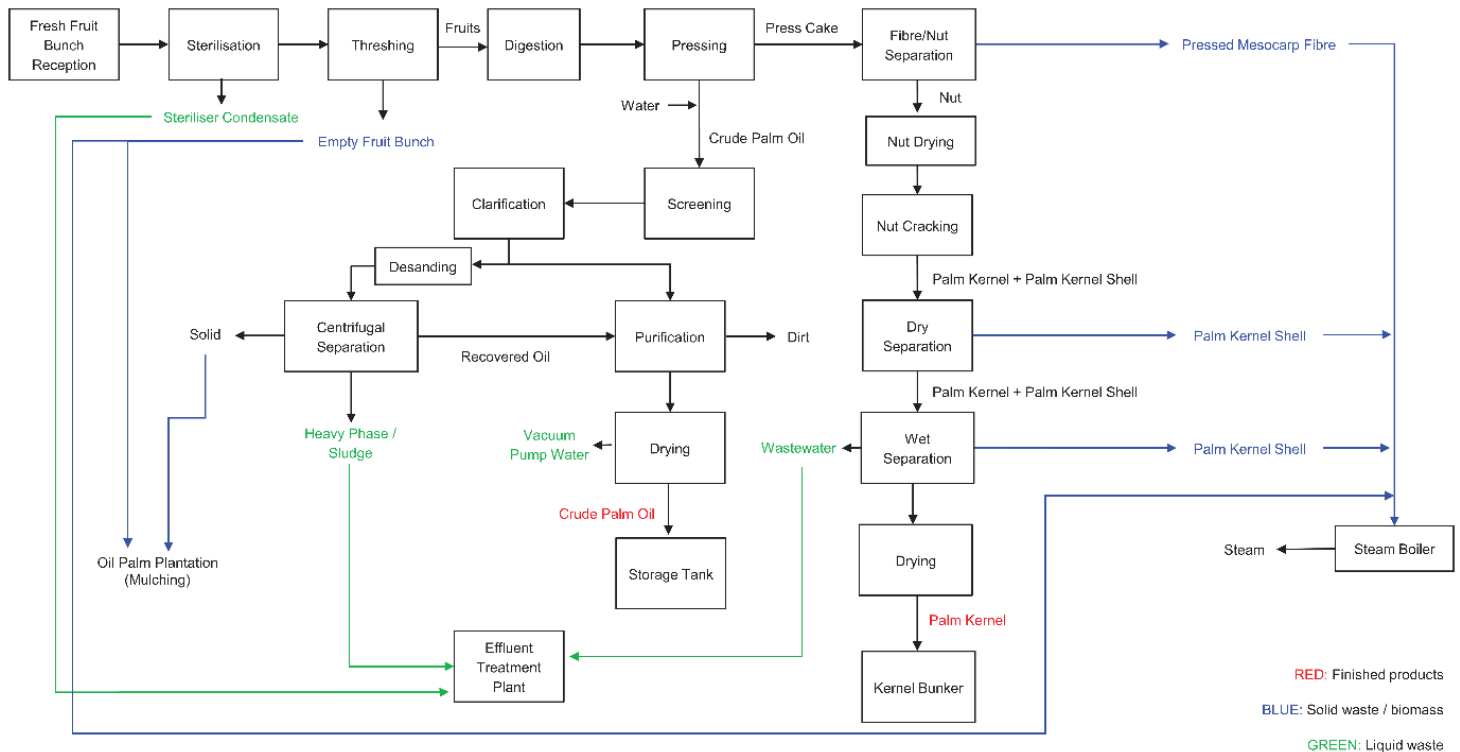 Fresh Fruit
Bunch
Reception
Sterilisation
Threshing
Fruits
Digestion
Pressing
Press Cake
Fibre/Nut
Separation
Pressed Mesocarp Fibre
Steriliser Condensate
Empty Fruit Bunch
Water
Crude Palm Oil
Nut
Nut Drying
Clarification
Screening
Nut Cracking
Desanding
Palm Kernel + Palm Kernel Shell
Solid
Centrifugal
Separation
Recovered Oil
Purification
Dirt
Dry
Separation
Palm Kernel Shell
Palm Kernel + Palm Kernel Shell
Heavy Phase /
Sludge
Vacuum
Pump Water
Drying
Wastewater
Wet
Separation
Palm Kernel Shell
Crude Palm Oil
Storage Tank
Drying
Steam
Steam Boiler
Oil Palm Plantation
(Mulching)
Palm Kernel
Effluent
Treatment
Plant
Kernel Bunker
RED: Finished products
BLUE: Solid waste / biomass
GREEN: Liquid waste